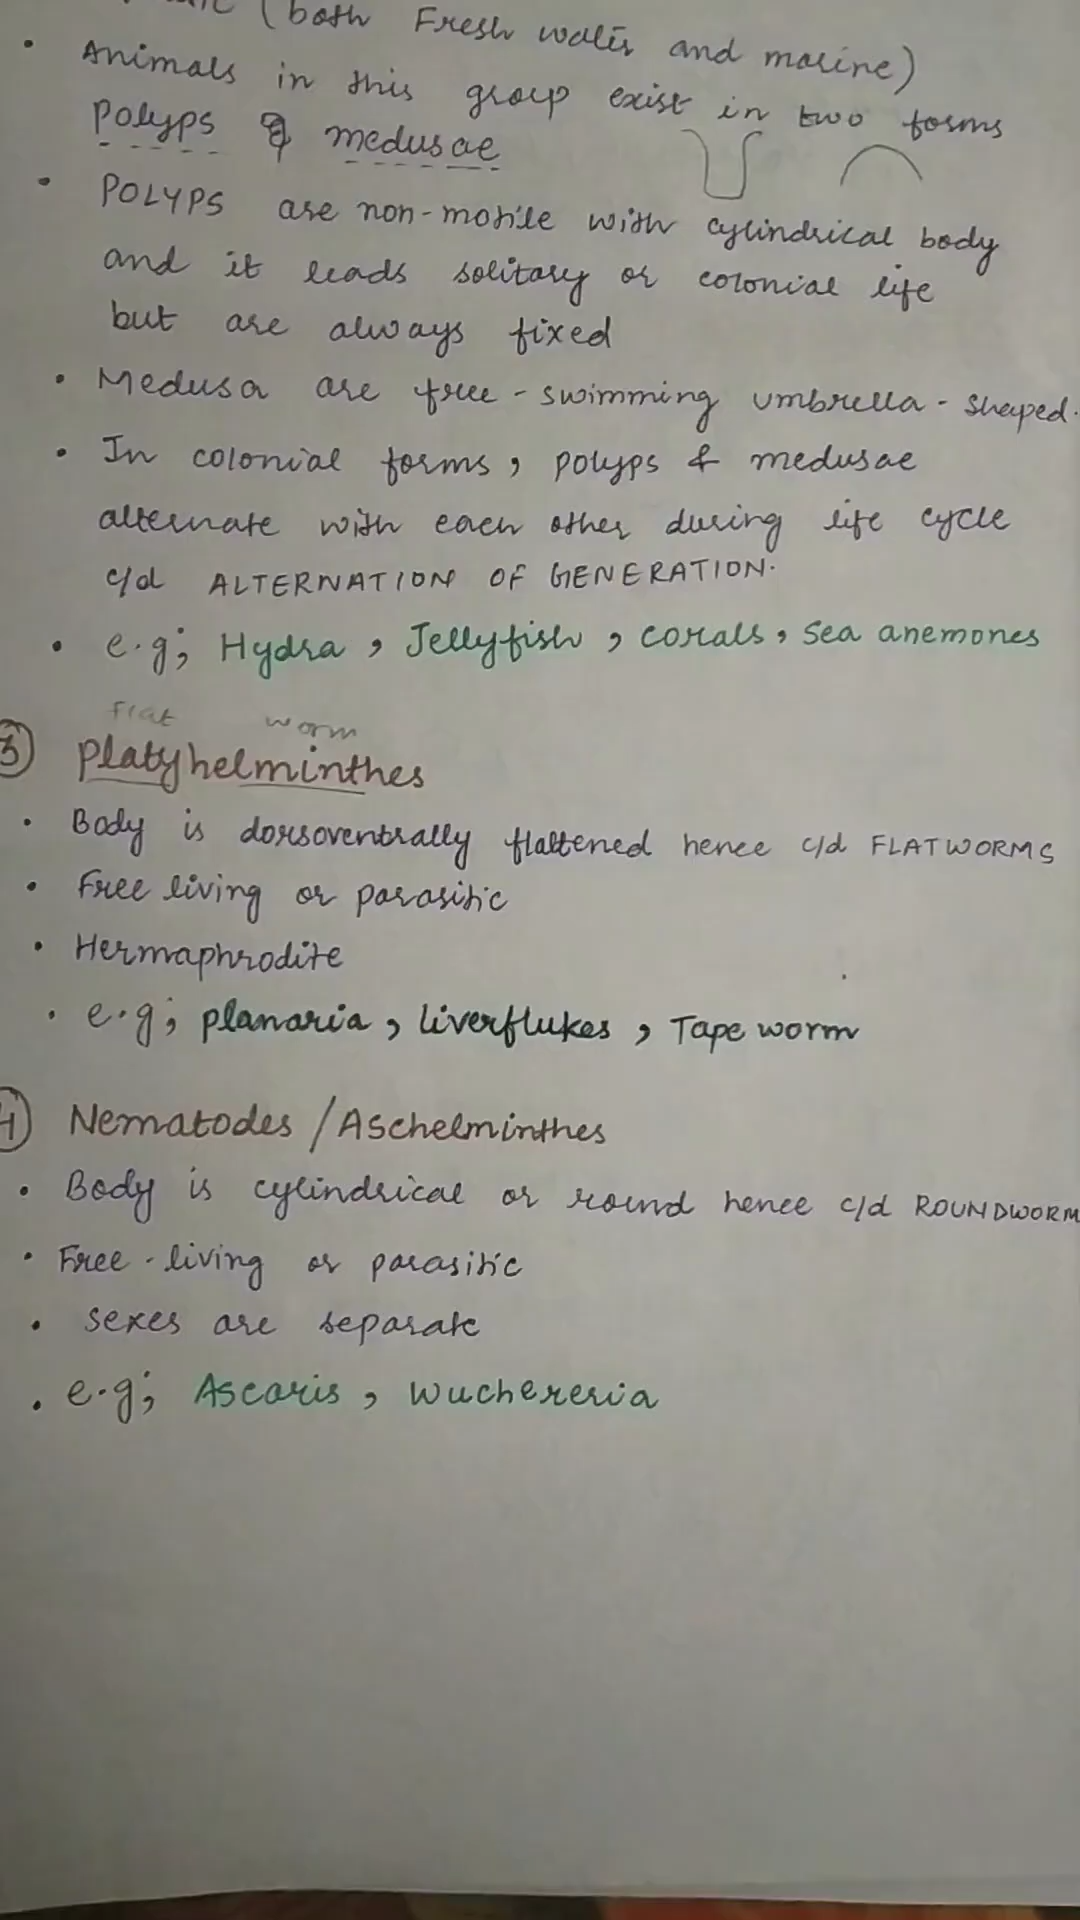 (both Fresh water and marine)
• Animals in this group exist in two forms
Polyps & medusae
• POLYPS are non-motile with cylindrical body
and it leads solitary or colonial life
but are always fixed
• Medusa are free-swimming umbrella-shaped.
• In colonial forms, polyps & medusae
alternate with each other during life cycle
c/d ALTERNATION OF GENERATION.
• e.g; Hydra, Jellyfish, corals, Sea anemones
flat worm
3 Platyhelminthes
• Body is dorsoventrally flattened hence c/d FLATWORMS
• Free living or parasitic
• Hermaphrodite
• e.g; planaria, liverflukes, Tape worm
4 Nematodes/Aschelminthes
• Body is cylindrical or round hence c/d ROUNDWORM
• Free-living or parasitic
• sexes are separate
• e.g; Ascaris, wuchereria